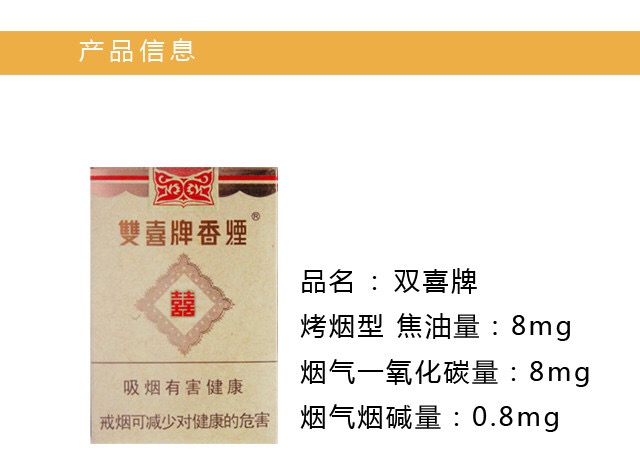 产品信息
雙喜牌香煙®
囍
吸烟有害健康
戒烟可减少对健康的危害
品名 ：双喜牌
烤烟型 焦油量：8mg
烟气一氧化碳量：8mg
烟气烟碱量：0.8mg